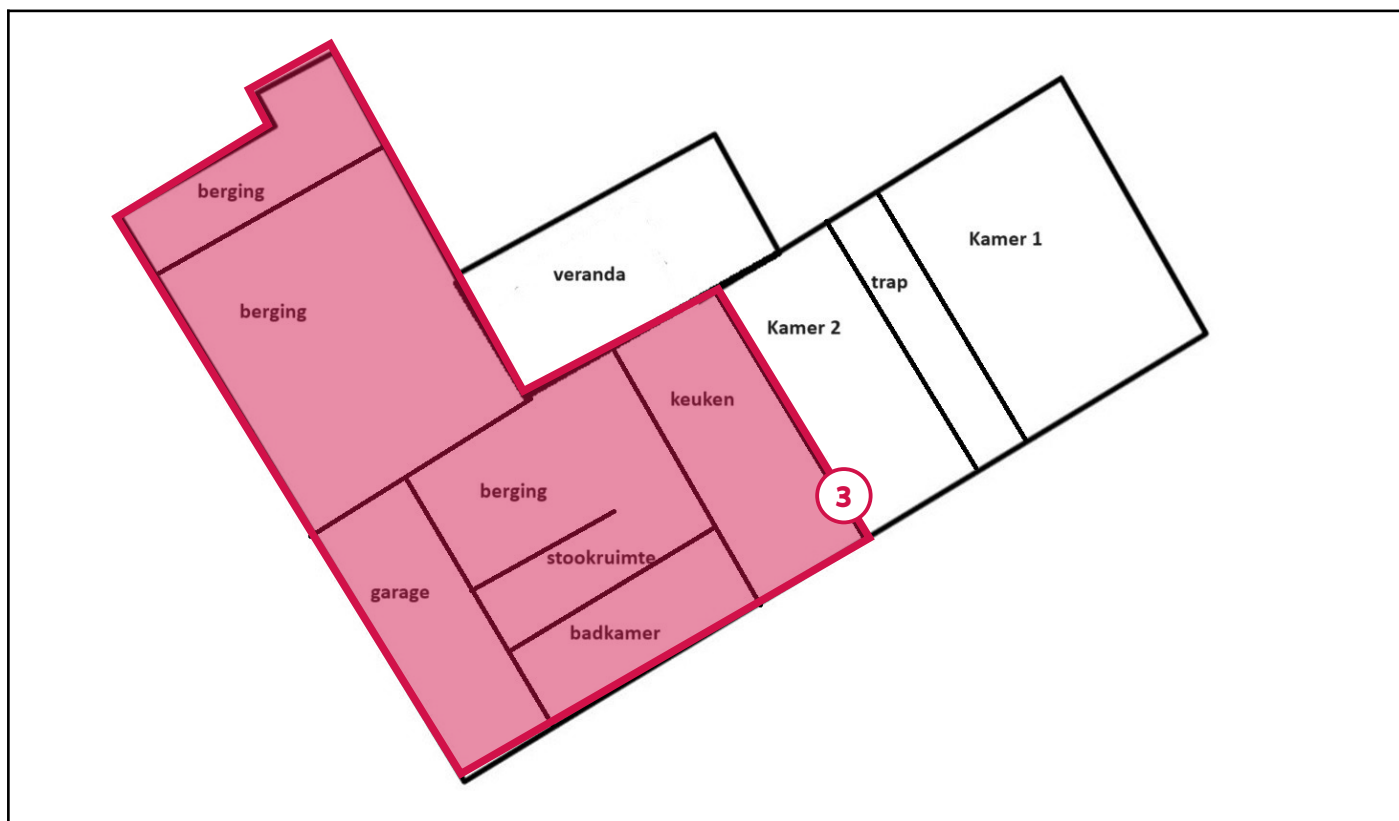 berging
Kamer 1
veranda
trap
berging
Kamer 2
keuken
berging
3
stookruimte
garage
badkamer